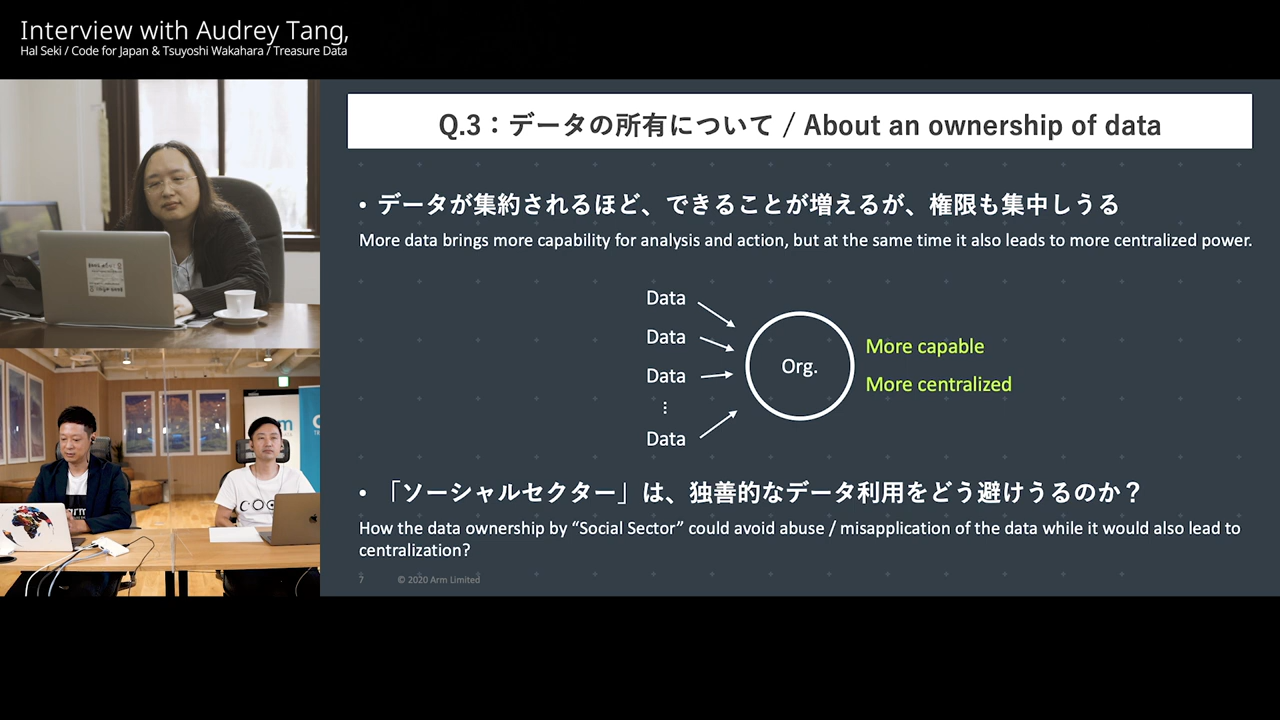 Interview with Audrey Tang,
Hal Seki / Code for Japan & Tsuyoshi Wakahara / Treasure Data
Q.3：データの所有について / About an ownership of data
• データが集約されるほど、できることが増えるが、権限も集中しうる
More data brings more capability for analysis and action, but at the same time it also leads to more centralized power.
Data
Data
Data
⋮
Data
Org.
More capable
More centralized
• 「ソーシャルセクター」は、独善的なデータ利用をどう避けうるのか？
How the data ownership by “Social Sector” could avoid abuse / misapplication of the data while it would also lead to
centralization?
7 © 2020 Arm Limited
arm